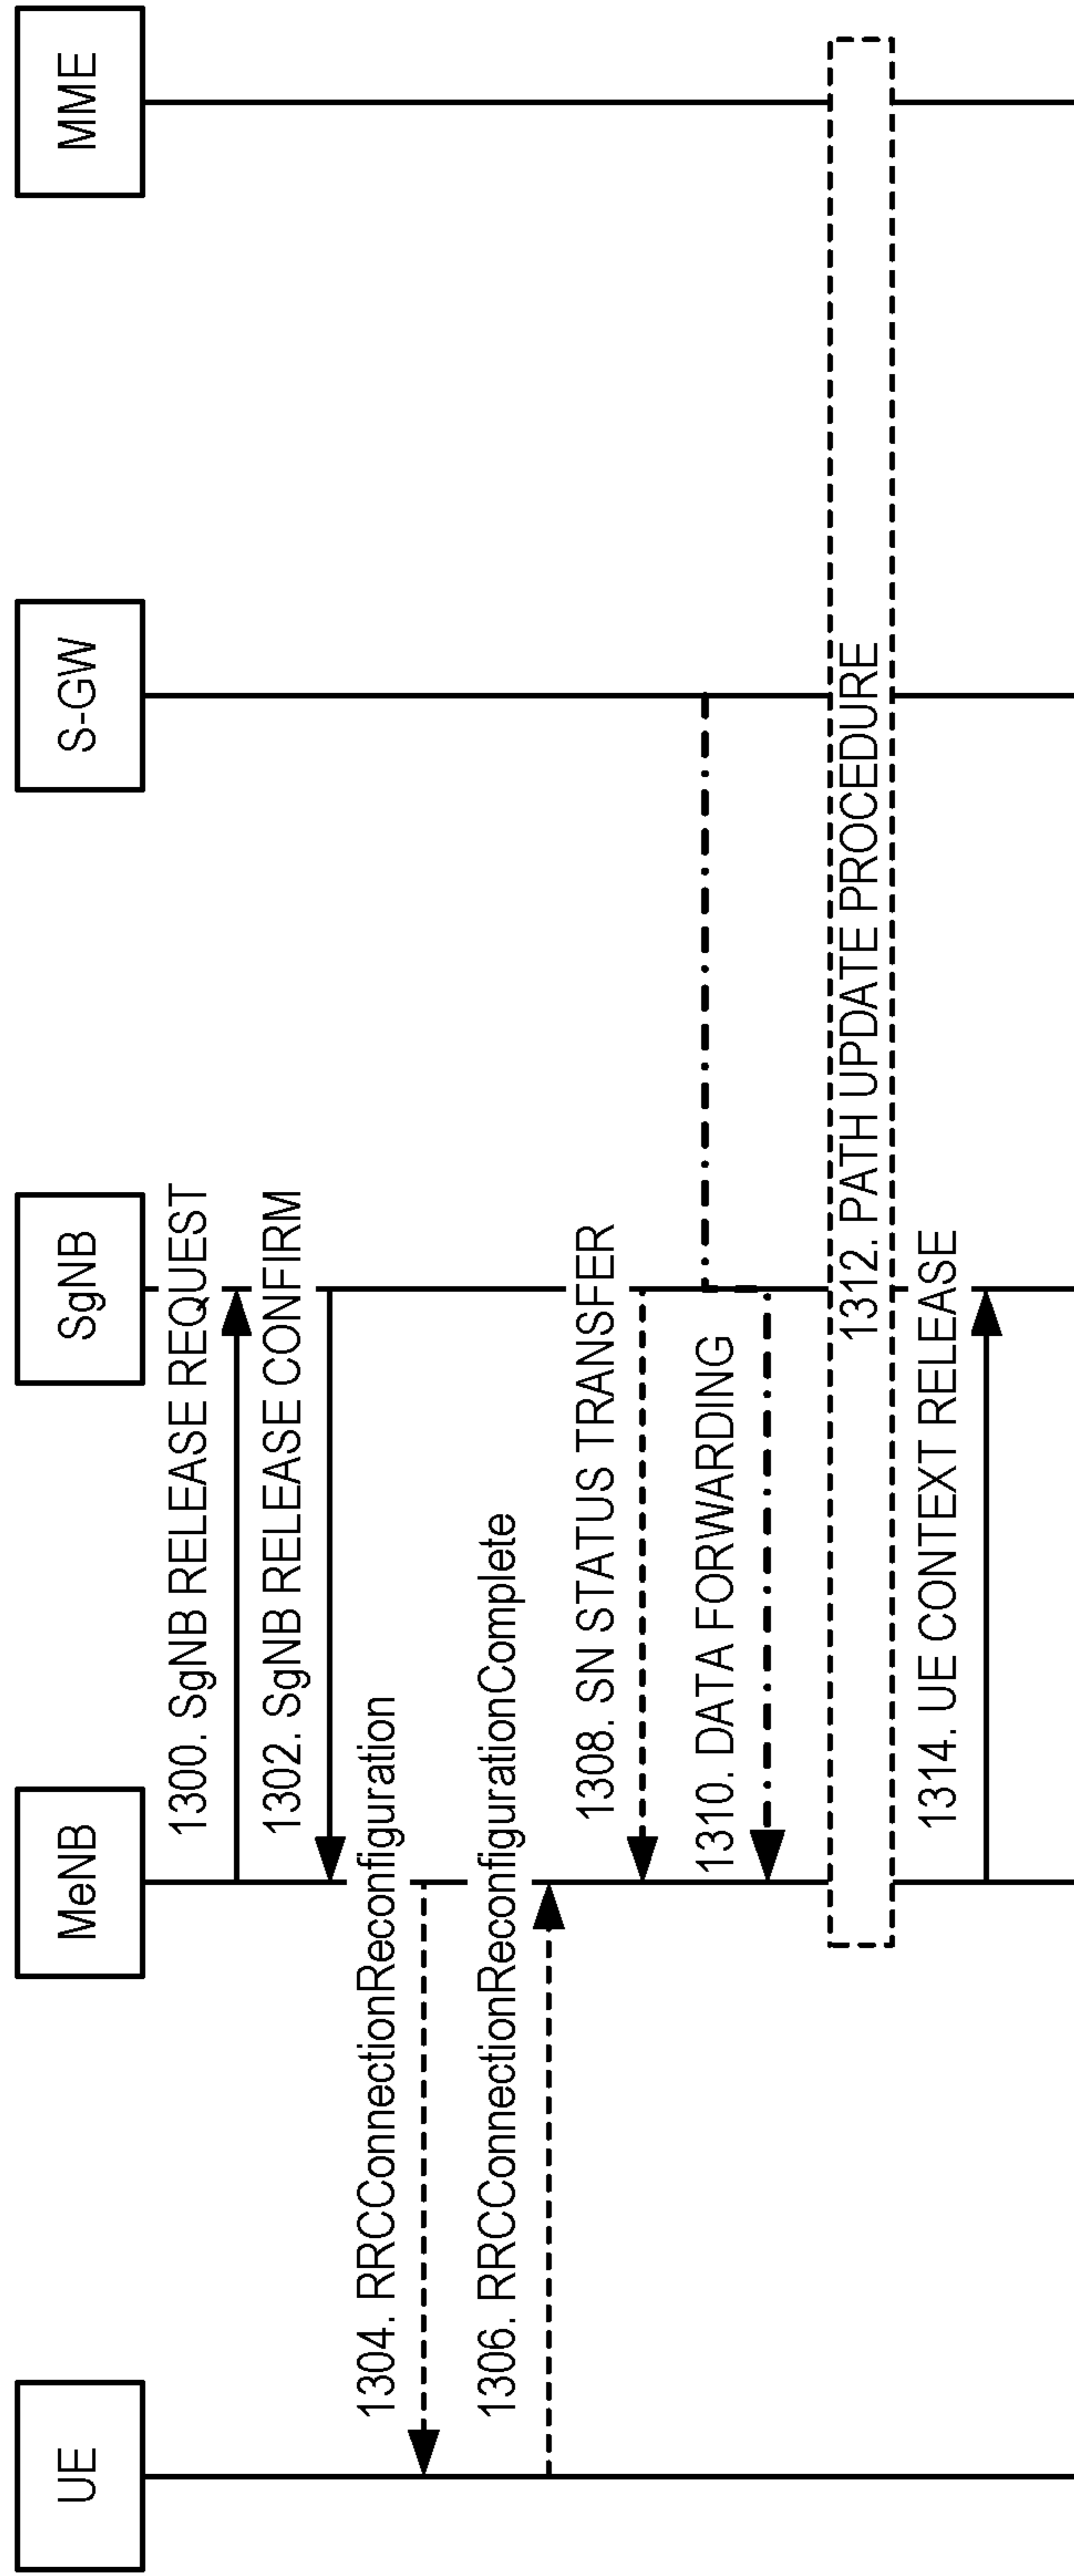 UE
MeNB
SgNB
S-GW
MME
1300. SgNB RELEASE REQUEST
1302. SgNB RELEASE CONFIRM
1304. RRCConnectionReconfiguration
1306. RRCConnectionReconfigurationComplete
1308. SN STATUS TRANSFER
1310. DATA FORWARDING
1312. PATH UPDATE PROCEDURE
1314. UE CONTEXT RELEASE